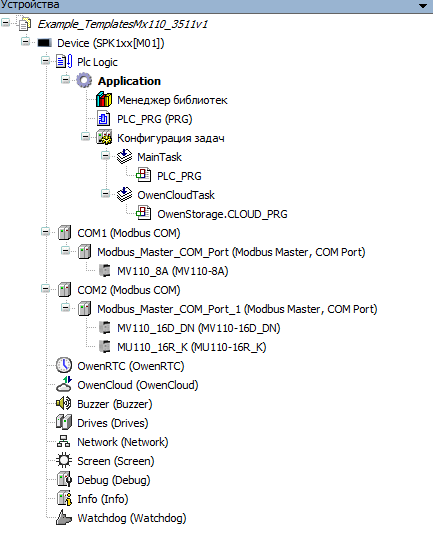 Устройства
Example_TemplatesMx110_3511v1
Device (SPK1xx[M01])
Plc Logic
Application
Менеджер библиотек
PLC_PRG (PRG)
Конфигурация задач
MainTask
PLC_PRG
OwenCloudTask
OwenStorage.CLOUD_PRG
COM1 (Modbus COM)
Modbus_Master_COM_Port (Modbus Master, COM Port)
MV110_8A (MV110-8A)
COM2 (Modbus COM)
Modbus_Master_COM_Port_1 (Modbus Master, COM Port)
MV110_16D_DN (MV110-16D_DN)
MU110_16R_K (MU110-16R_K)
OwenRTC (OwenRTC)
OwenCloud (OwenCloud)
Buzzer (Buzzer)
Drives (Drives)
Network (Network)
Screen (Screen)
Debug (Debug)
Info (Info)
Watchdog (Watchdog)